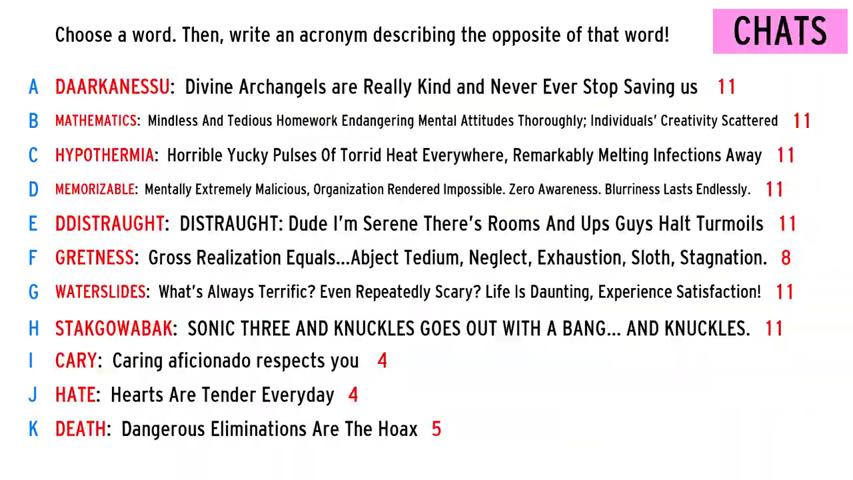 Choose a word. Then, write an acronym describing the opposite of that word!
CHATS
A DAARKANESSU: Divine Archangels are Really Kind and Never Ever Stop Saving us 11
B MATHEMATICS: Mindless And Tedious Homework Endangering Mental Attitudes Thoroughly; Individuals' Creativity Scattered 11
C HYPOTHERMIA: Horrible Yucky Pulses Of Torrid Heat Everywhere, Remarkably Melting Infections Away 11
D MEMORIZABLE: Mentally Extremely Malicious, Organization Rendered Impossible. Zero Awareness. Blurriness Lasts Endlessly. 11
E DDISTRAUGHT: DISTRAUGHT: Dude I'm Serene There's Rooms And Ups Guys Halt Turmoils 11
F GRETNESS: Gross Realization Equals...Abject Tedium, Neglect, Exhaustion, Sloth, Stagnation. 8
G WATERSLIDES: What's Always Terrific? Even Repeatedly Scary? Life Is Daunting, Experience Satisfaction! 11
H STAKGOWABAK: SONIC THREE AND KNUCKLES GOES OUT WITH A BANG... AND KNUCKLES. 11
I CARY: Caring aficionado respects you 4
J HATE: Hearts Are Tender Everyday 4
K DEATH: Dangerous Eliminations Are The Hoax 5